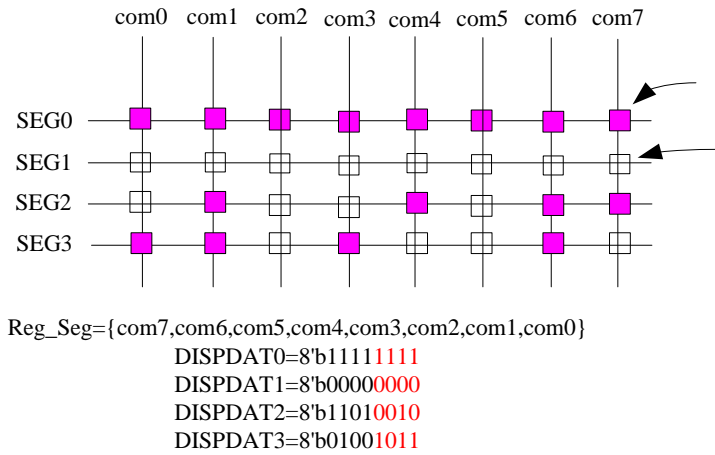 com0 com1 com2 com3 com4 com5 com6 com7
SEG0
SEG1
SEG2
SEG3
Reg_Seg={com7,com6,com5,com4,com3,com2,com1,com0}
DISPDAT0=8'b11111111
DISPDAT1=8'b00000000
DISPDAT2=8'b11010010
DISPDAT3=8'b01001011